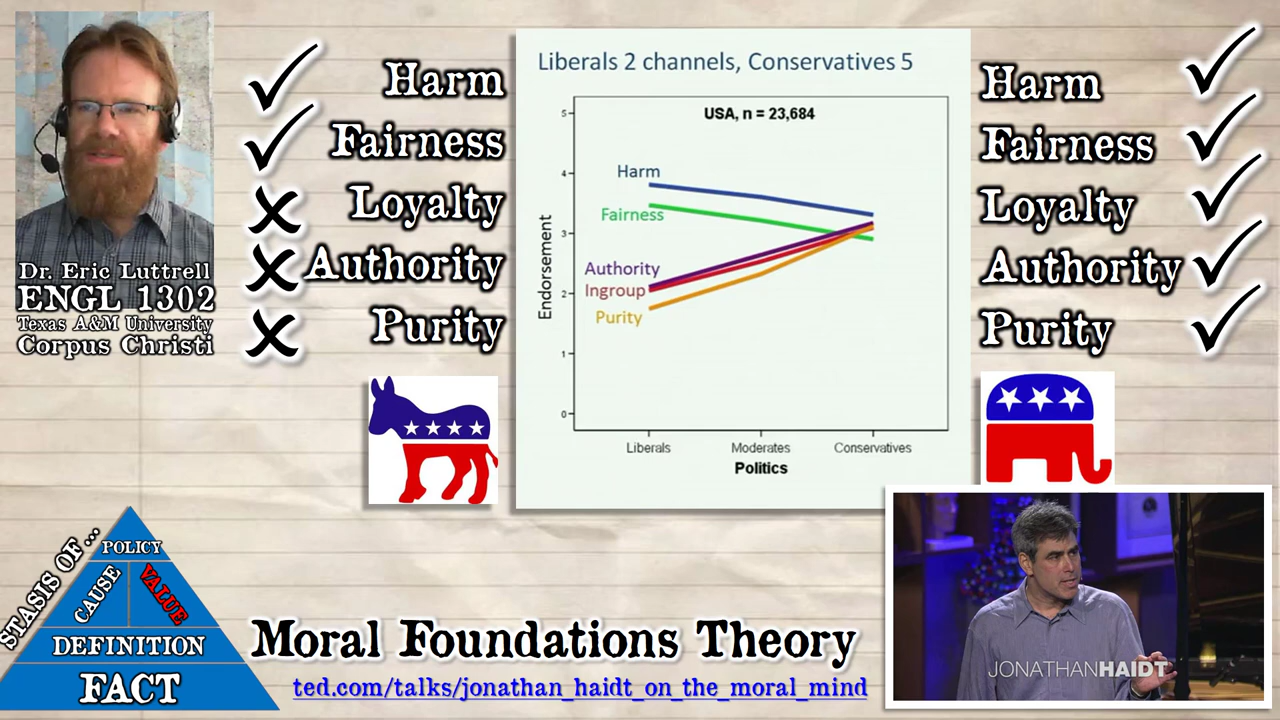 Dr. Eric Luttrell
ENGL 1302
Texas A&M University
Corpus Christi
Harm
Fairness
Loyalty
Authority
Purity
Liberals 2 channels, Conservatives 5
USA, n = 23,684
Endorsement
5
4
3
2
1
0
Harm
Fairness
Authority
Ingroup
Purity
Liberals
Moderates
Conservatives
Politics
Harm
Fairness
Loyalty
Authority
Purity
STASIS OF...
POLICY
CAUSE
VALUE
DEFINITION
FACT
Moral Foundations Theory
ted.com/talks/jonathan_haidt_on_the_moral_mind
JONATHANHAIDT